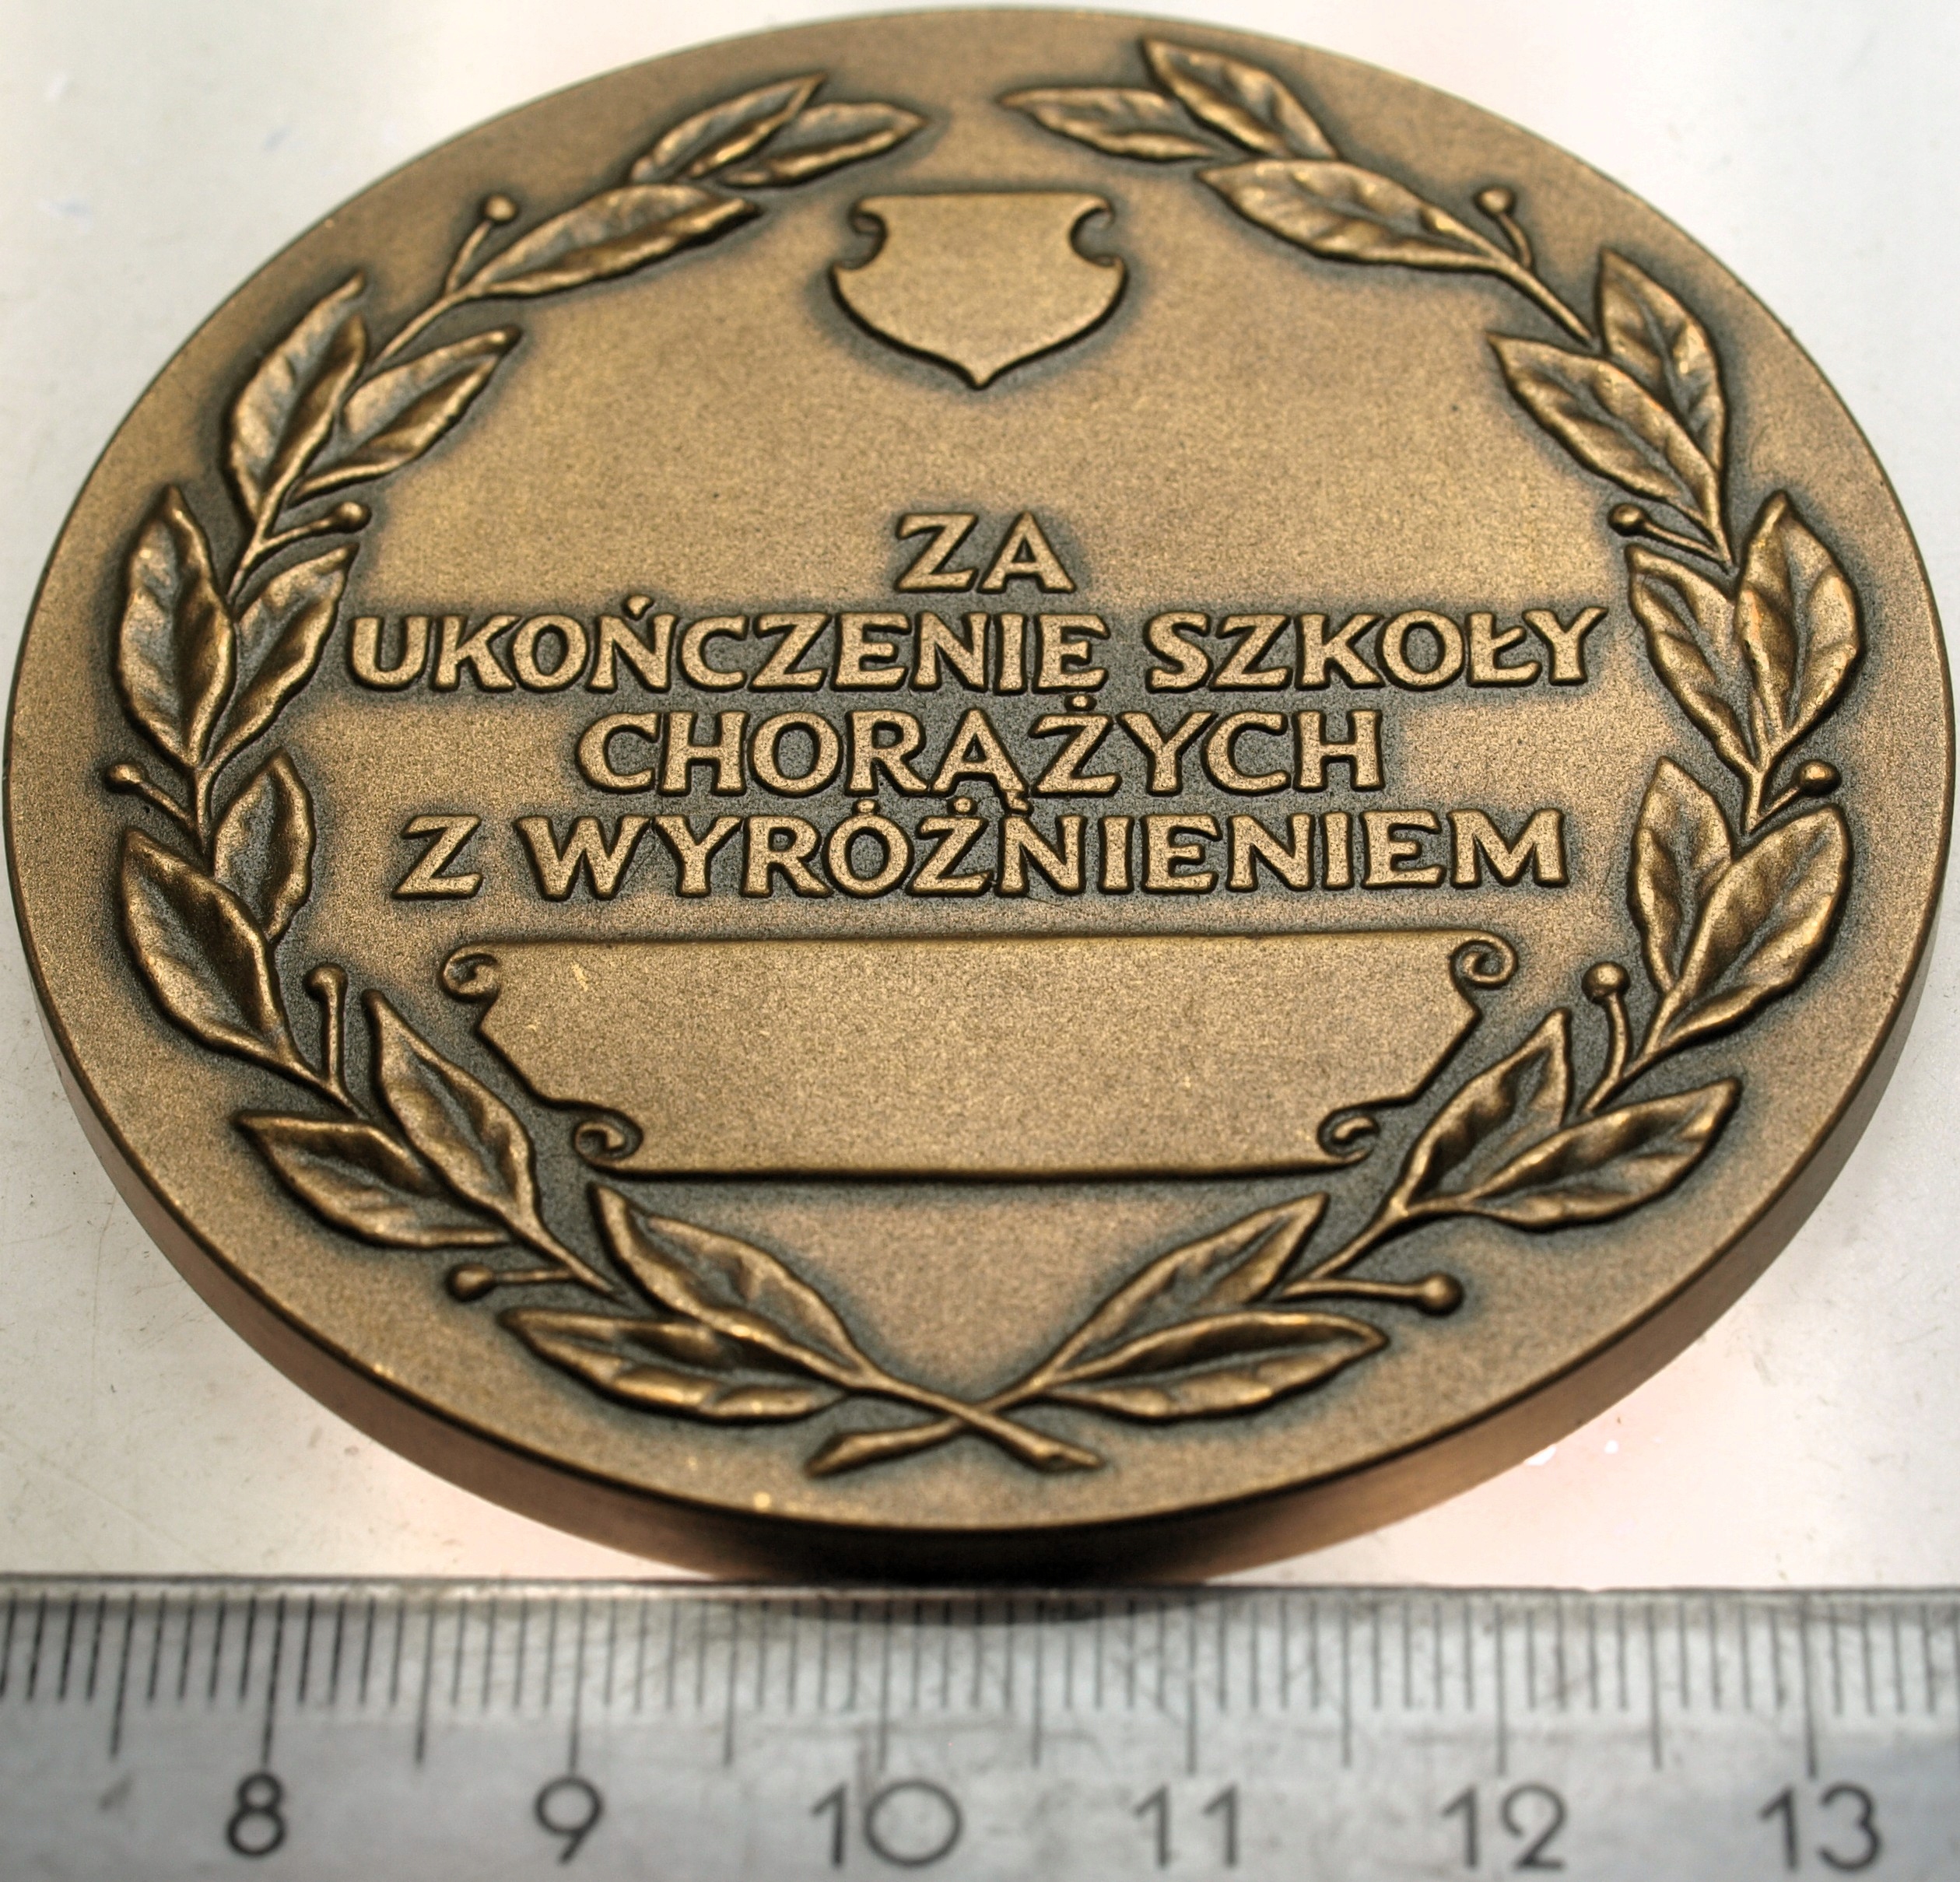 ZA
UKOŃCZENIE SZKOŁY
CHORĄŻYCH
Z WYRÓŻNIENIEM
8 9 10 11 12 13